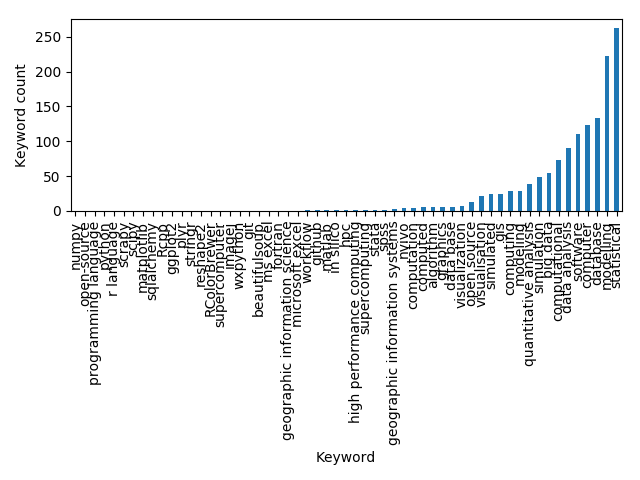 250
200
150
100
50
0
Keyword count
numpy
open-source
programming language
python
r language
scrapy
scipy
matplotlib
sqlalchemy
Rcpp
ggplot2
plyr
stringr
reshape2
RColorBrewer
supercomputer
imagej
wxpython
git
beautifulsoup
ms excel
fortran
geographic information science
microsoft excel
workflow
github
matlab
in silico
hpc
high performance computing
supercomputing
stata
spss
geographic information systems
nvivo
computation
computed
algorithm
graphics
data base
visualization
open source
visualisation
simulated
gis
computing
modeling
quantitative analysis
simulation
big data
computational
data analysis
software
computer
database
modelling
statistical
Keyword